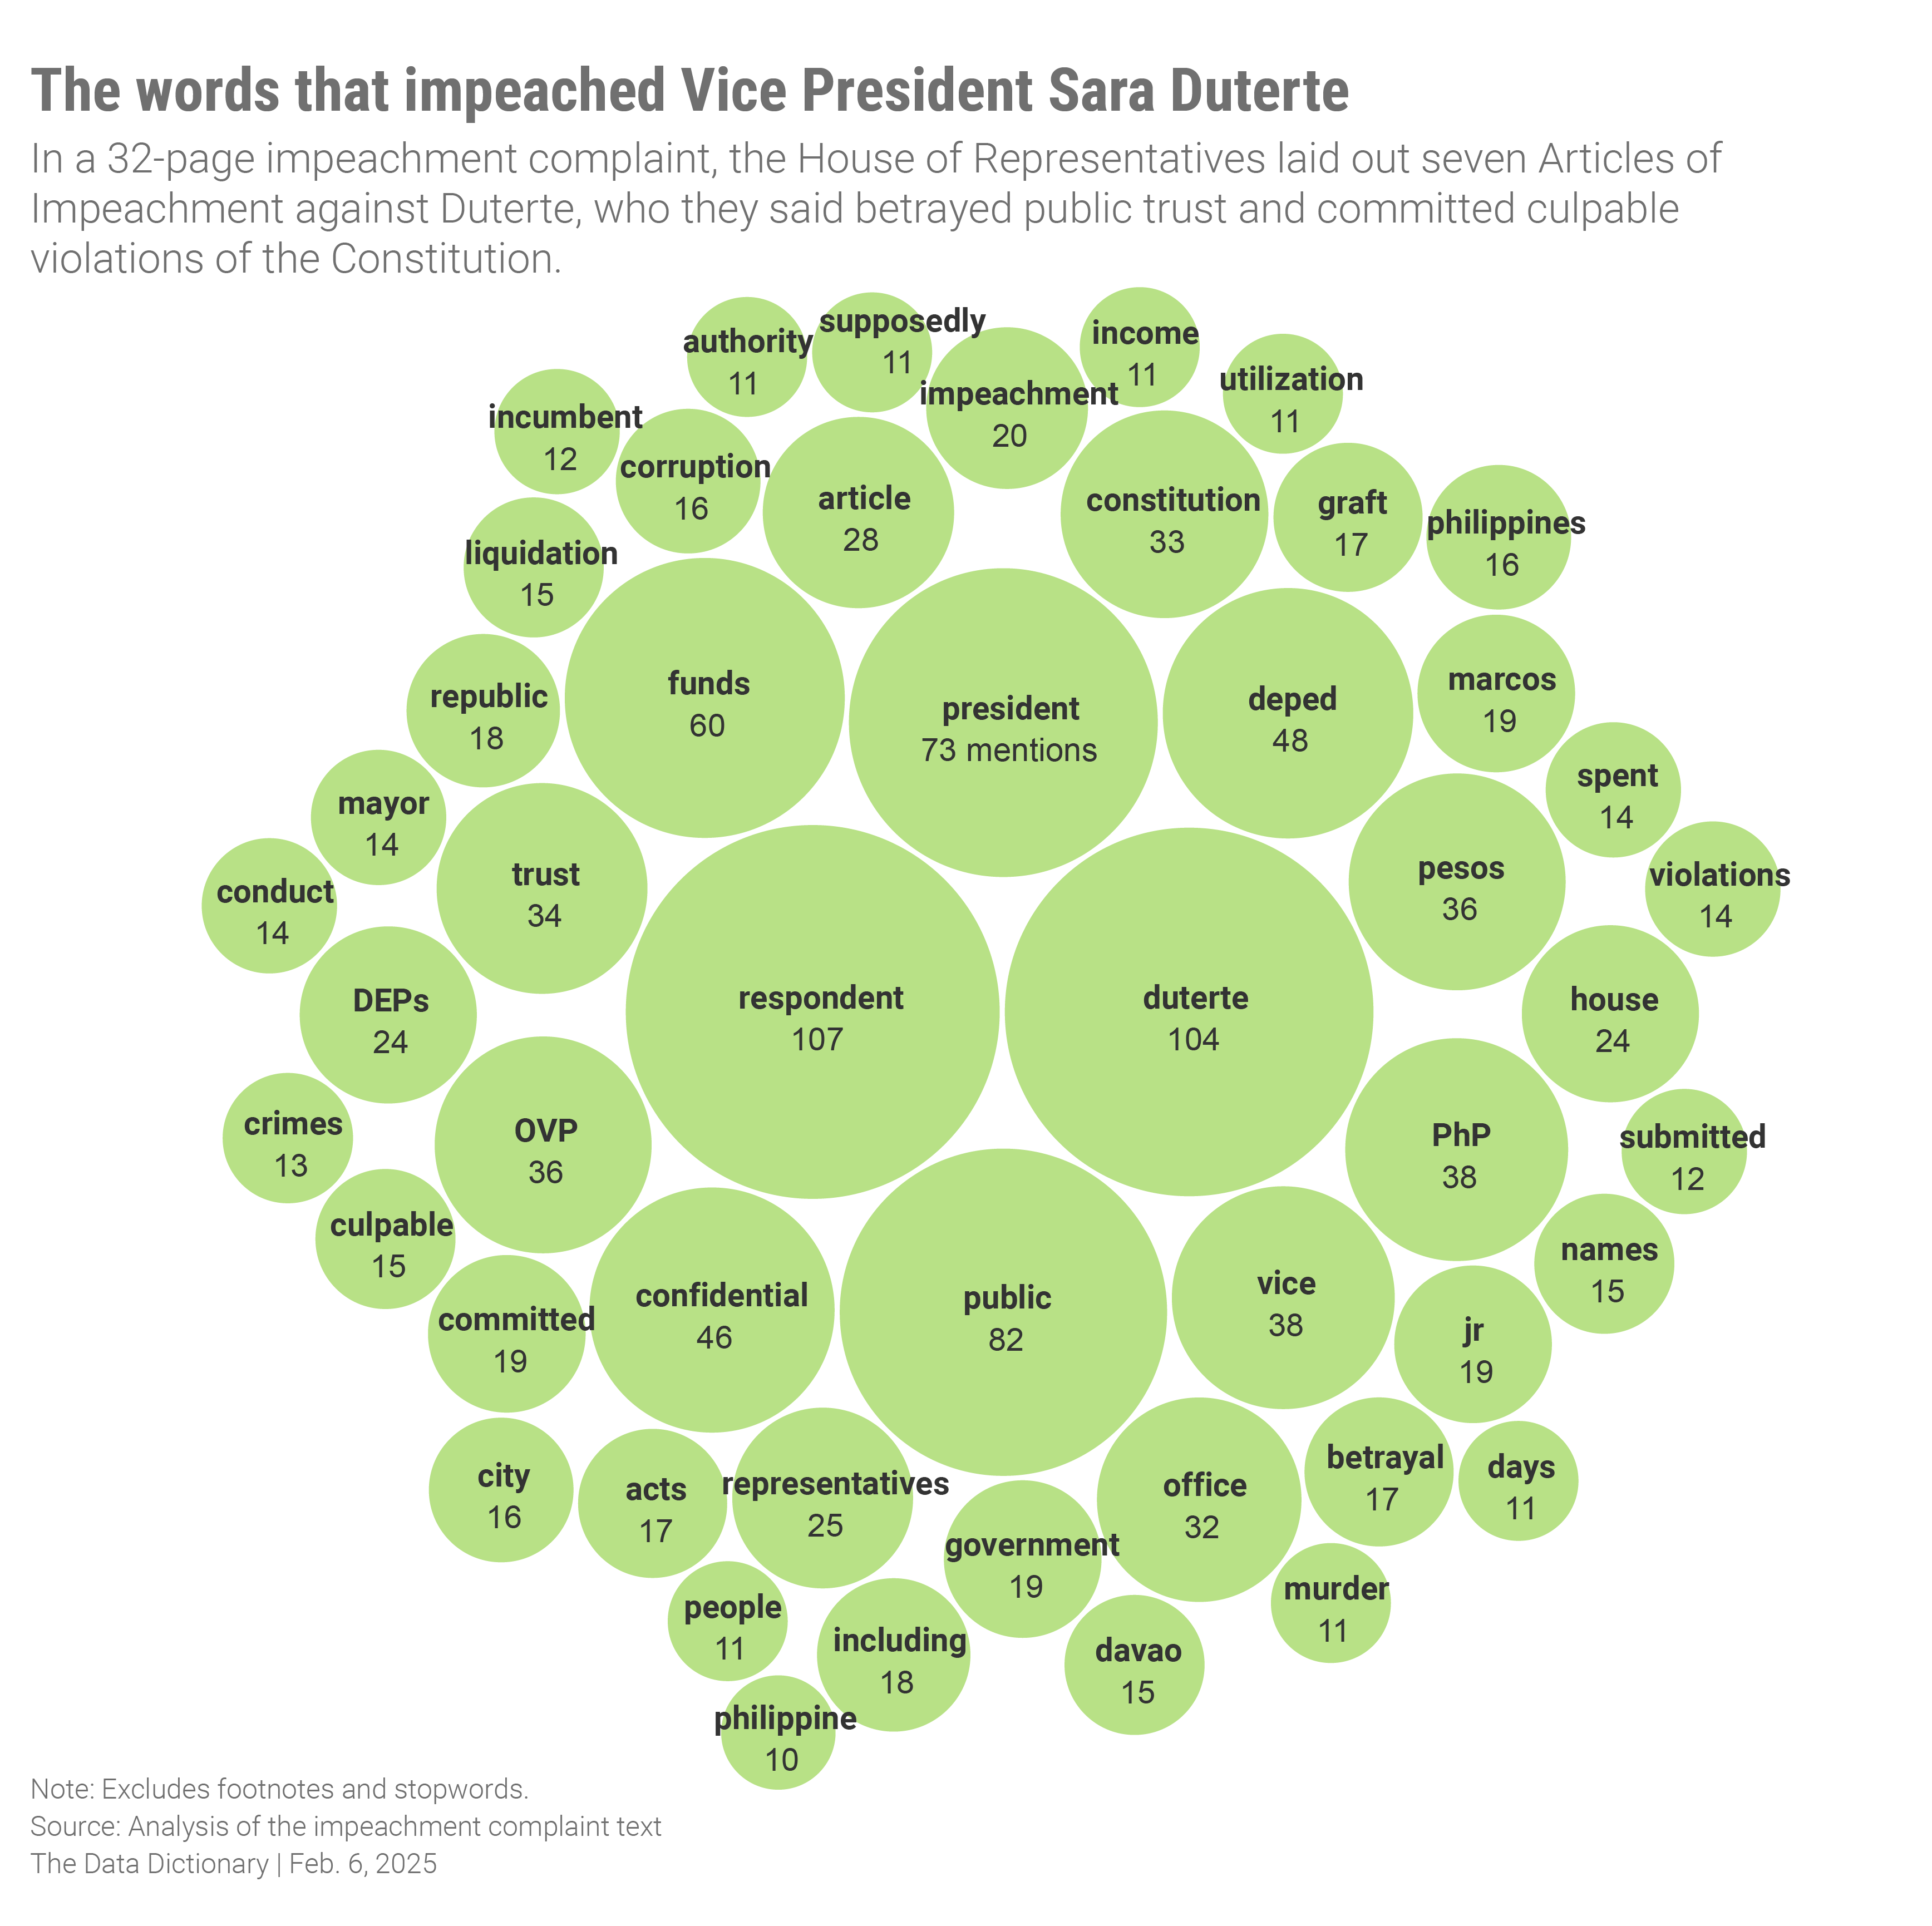 The words that impeached Vice President Sara Duterte
In a 32-page impeachment complaint, the House of Representatives laid out seven Articles of
Impeachment against Duterte, who they said betrayed public trust and committed culpable
violations of the Constitution.
authority
11
supposedly
11
income
11
impeachment
20
utilization
11
incumbent
12
corruption
16
article
28
constitution
33
graft
17
philippines
16
liquidation
15
republic
18
funds
60
president
73 mentions
deped
48
marcos
19
spent
14
mayor
14
trust
34
pesos
36
violations
14
conduct
14
DEPs
24
respondent
107
duterte
104
house
24
crimes
13
OVP
36
PhP
38
submitted
12
culpable
15
committed
19
confidential
46
public
82
vice
38
jr
19
names
15
city
16
acts
17
representatives
25
government
19
office
32
betrayal
17
days
11
people
11
including
18
davao
15
murder
11
philippine
10
Note: Excludes footnotes and stopwords.
Source: Analysis of the impeachment complaint text
The Data Dictionary | Feb. 6, 2025